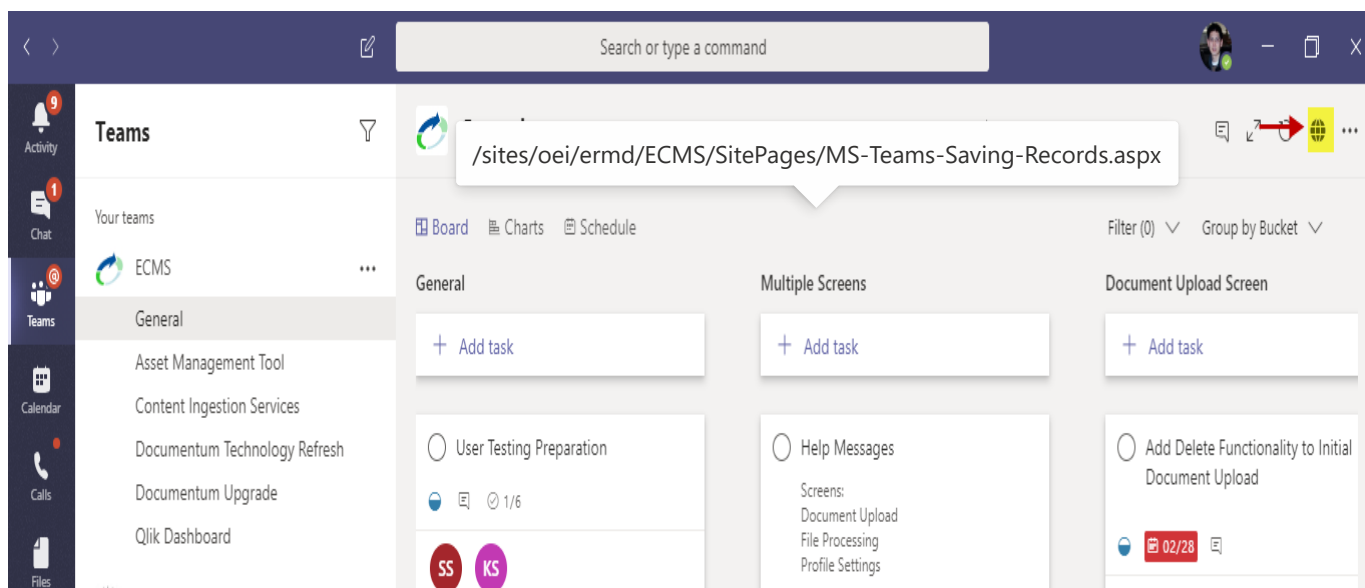 Search or type a command
9
Activity
1
Chat
@
Teams
Calendar
Calls
Files
Teams
Your teams
ECMS
General
Asset Management Tool
Content Ingestion Services
Documentum Technology Refresh
Documentum Upgrade
Qlik Dashboard
/sites/oei/ermd/ECMS/SitePages/MS-Teams-Saving-Records.aspx
Board Charts Schedule
Filter (0) Group by Bucket
General
Add task
User Testing Preparation
1/6
SS KS
Multiple Screens
Add task
Help Messages
Screens:
Document Upload
File Processing
Profile Settings
Document Upload Screen
Add task
Add Delete Functionality to Initial
Document Upload
02/28